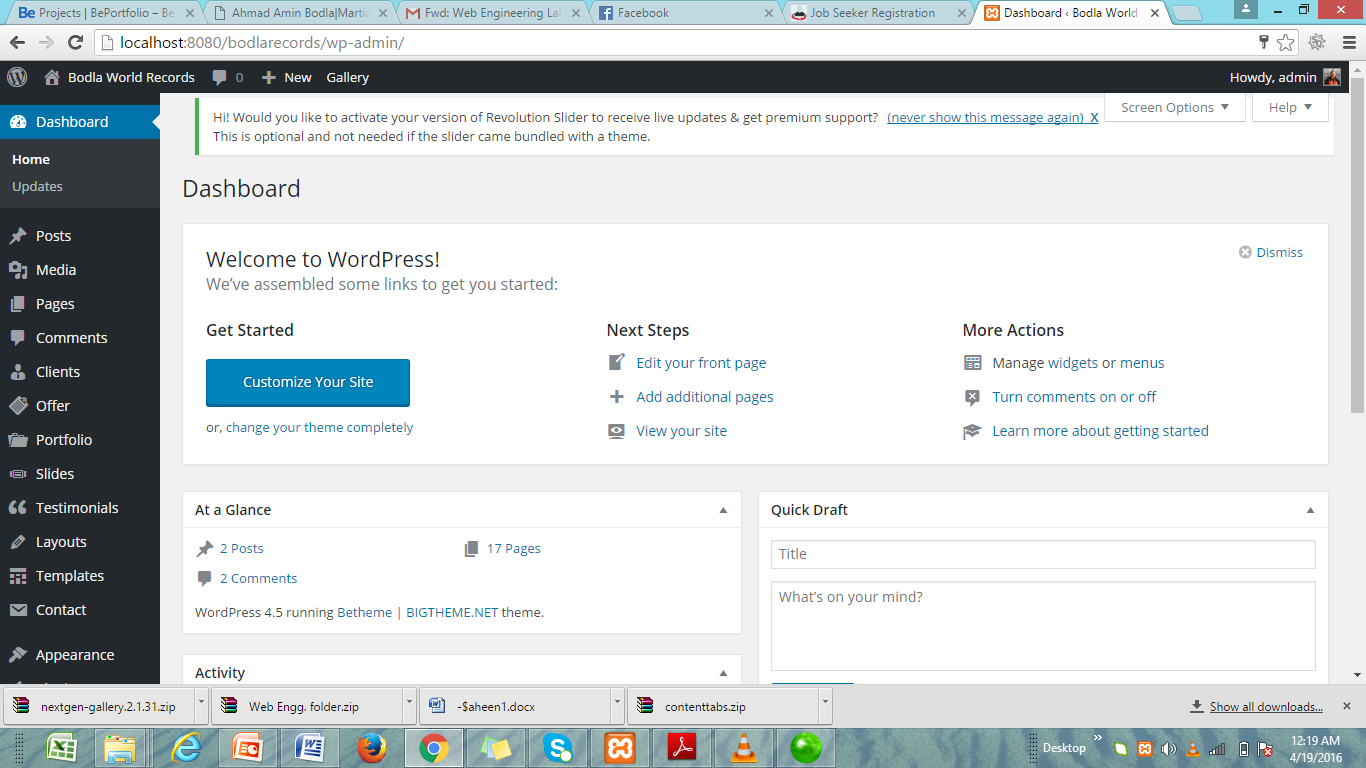 Projects | BePortfolio – Be
Ahmad Amin Bodla|Martia
Fwd: Web Engineering La
Facebook
Job Seeker Registration
Dashboard ‹ Bodla World
localhost:8080/bodlarecords/wp-admin/
Bodla World Records
0
New
Gallery
Howdy, admin
Dashboard
Home
Updates
Posts
Media
Pages
Comments
Clients
Offer
Portfolio
Slides
Testimonials
Layouts
Templates
Contact
Appearance
Hi! Would you like to activate your version of Revolution Slider to receive live updates & get premium support? (never show this message again) X
This is optional and not needed if the slider came bundled with a theme.
Screen Options
Help
Dashboard
Welcome to WordPress!
We've assembled some links to get you started:
Dismiss
Get Started
Customize Your Site
or, change your theme completely
Next Steps
Edit your front page
Add additional pages
View your site
More Actions
Manage widgets or menus
Turn comments on or off
Learn more about getting started
At a Glance
2 Posts
17 Pages
2 Comments
WordPress 4.5 running Betheme | BIGTHEME.NET theme.
Activity
Quick Draft
Title
What's on your mind?
nextgen-gallery.2.1.31.zip
Web Engg. folder.zip
-$aheen1.docx
contenttabs.zip
Show all downloads...
Desktop
12:19 AM
4/19/2016